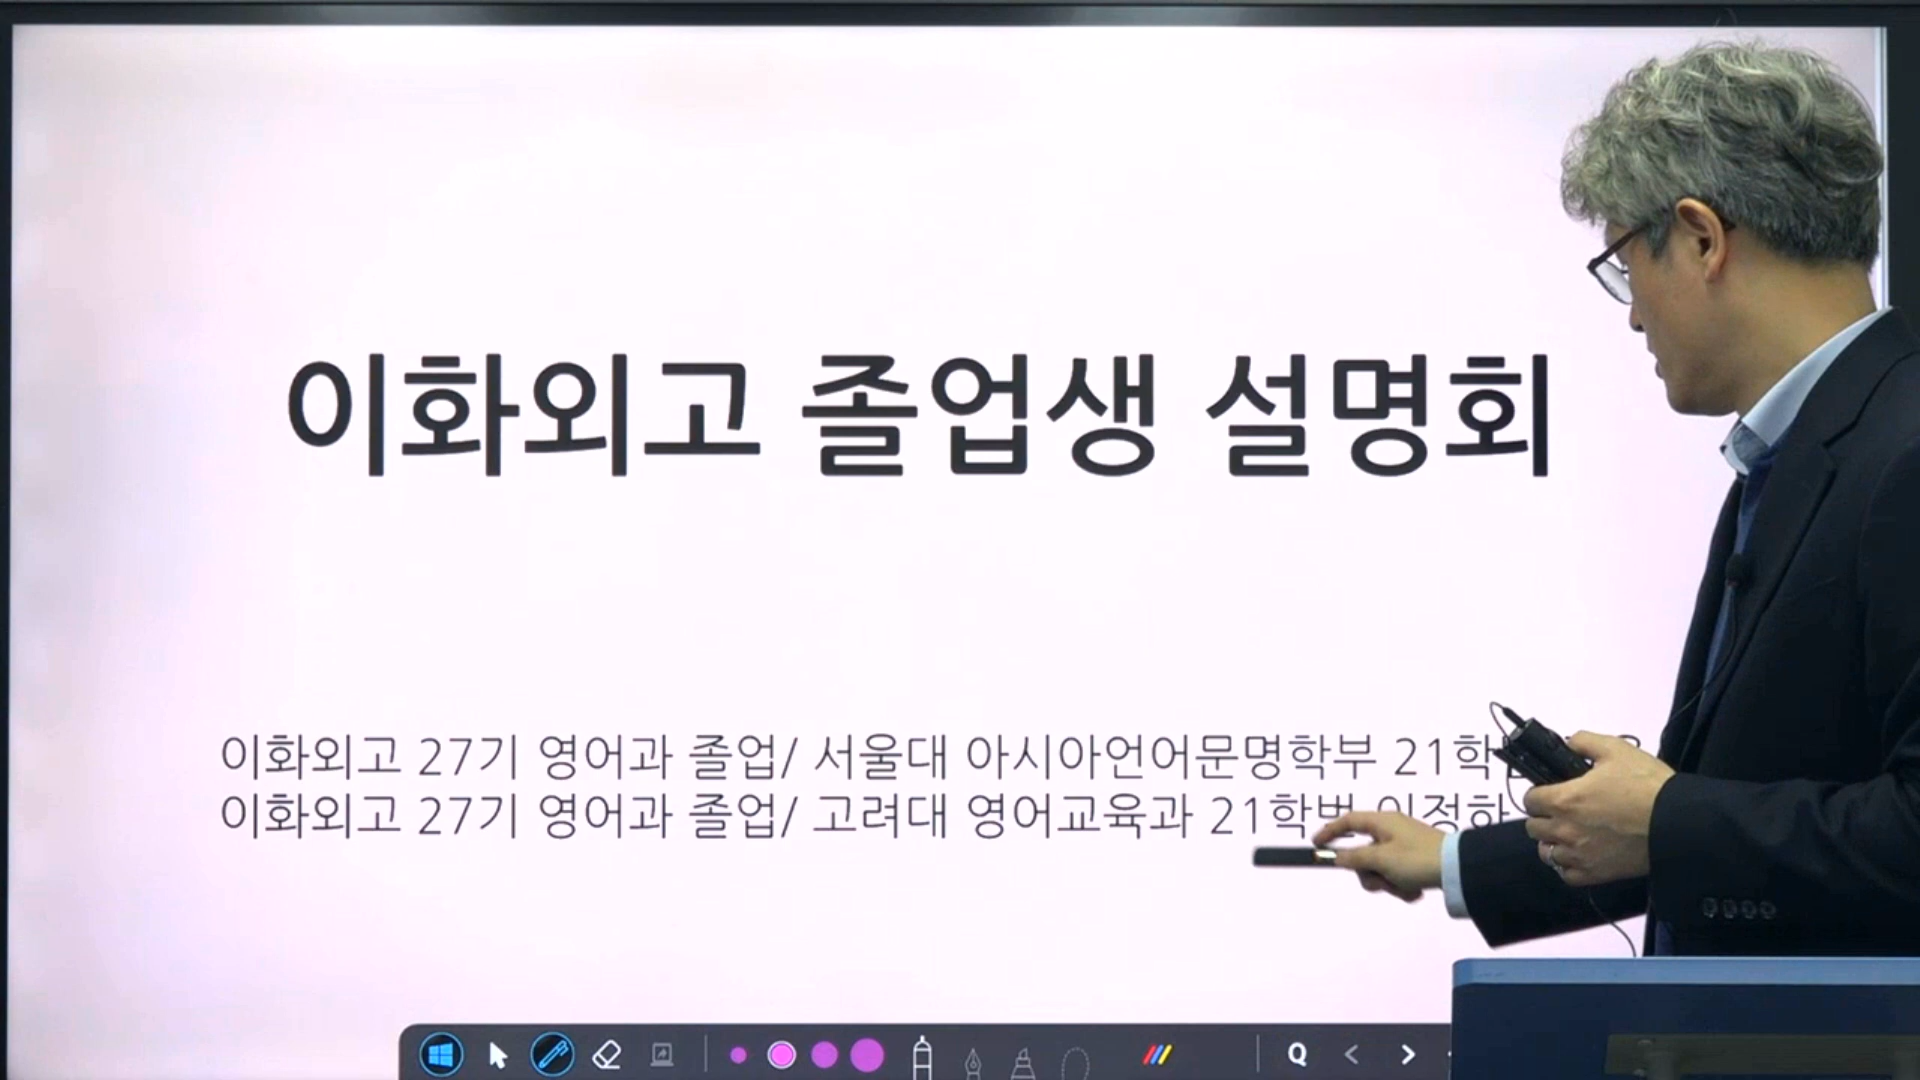 이화외고 졸업생 설명회
이화외고 27기 영어과 졸업/ 서울대 아시아언어문명학부
이화외고 27기 영어과 졸업/ 고려대 영어교육과 21학번